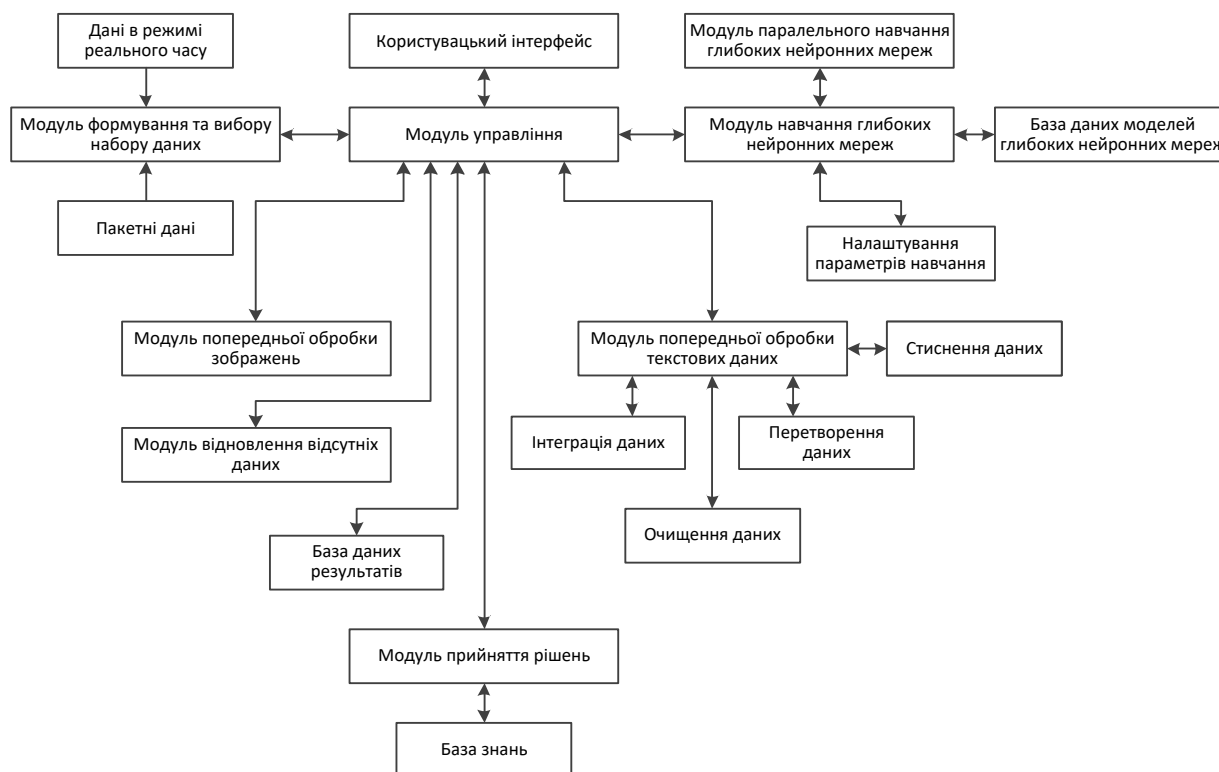 Дані в режимі
реального часу
Користувацький інтерфейс
Модуль паралельного навчання
глибоких нейронних мереж
Модуль формування та вибору
набору даних
Модуль управління
Модуль навчання глибоких
нейронних мереж
База даних моделей
глибоких нейронних мереж
Пакетні дані
Налаштування
параметрів навчання
Модуль попередньої обробки
зображень
Модуль попередньої обробки
текстових даних
Стиснення даних
Модуль відновлення відсутніх
даних
Інтеграція даних
Перетворення
даних
База даних
результатів
Очищення даних
Модуль прийняття рішень
База знань